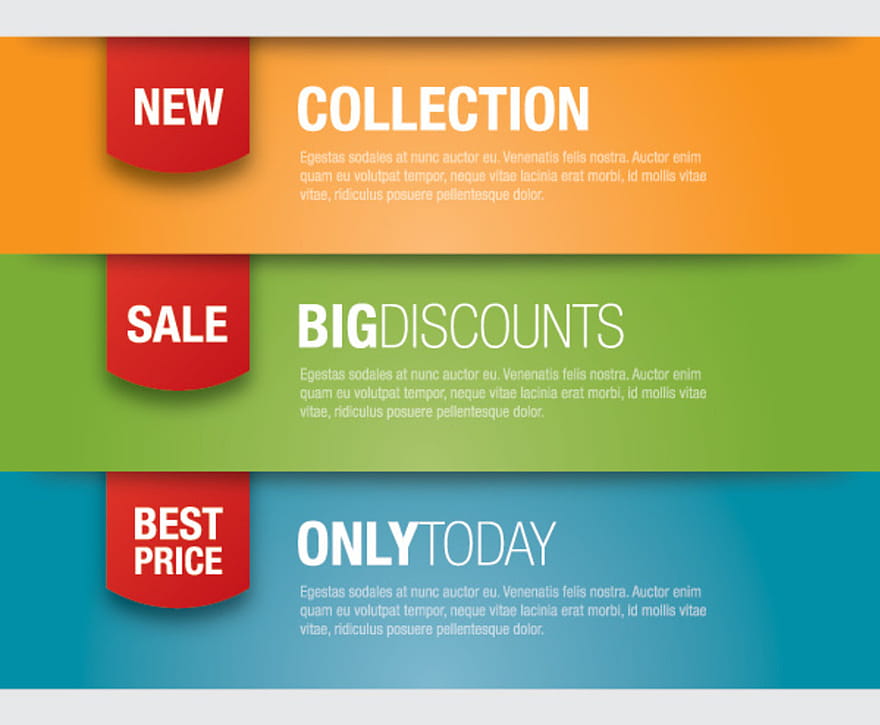 NEW
COLLECTION
Egestas sodales at nunc auctor eu. Venenatis felis nostra. Auctor enim
quam eu volutpat tempor, neque vitae lacinia erat morbi, id mollis vitae
vitae, ridiculus posuere pellentesque dolor.
SALE
BIGDISCOUNTS
Egestas sodales at nunc auctor eu. Venenatis felis nostra. Auctor enim
quam eu volutpat tempor, neque vitae lacinia erat morbi, id mollis vitae
vitae, ridiculus posuere pellentesque dolor.
BEST
PRICE
ONLYTODAY
Egestas sodales at nunc auctor eu. Venenatis felis nostra. Auctor enim
quam eu volutpat tempor, neque vitae lacinia erat morbi, id mollis vitae
vitae, ridiculus posuere pellentesque dolor.